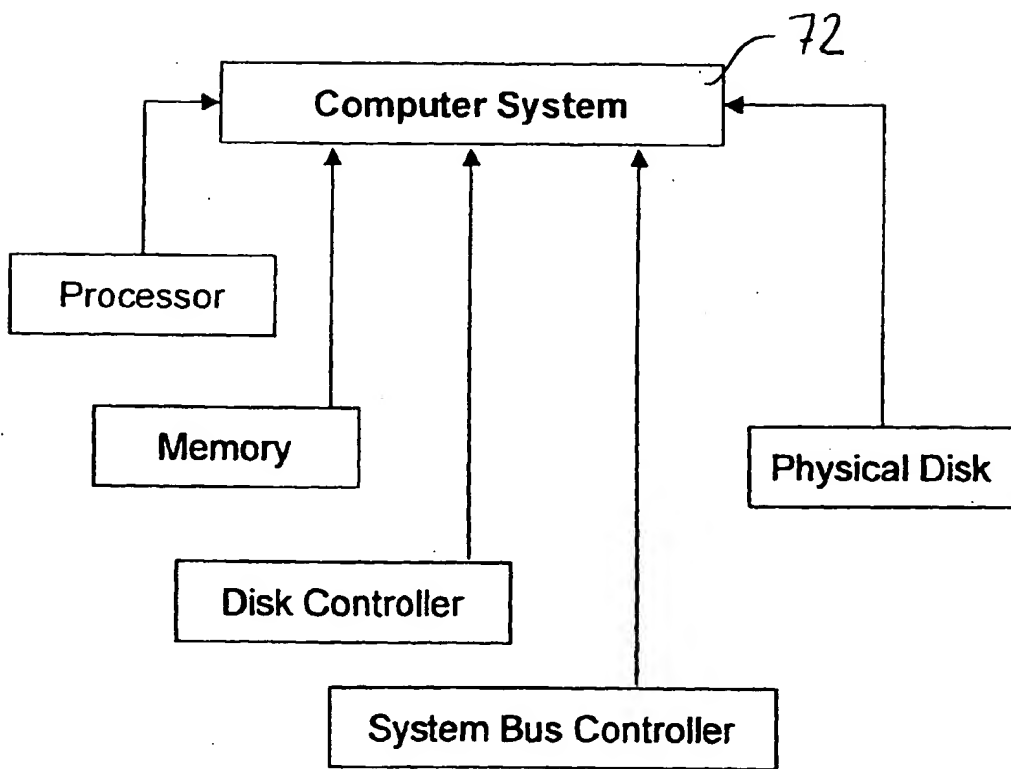 72
Computer System
Processor
Memory
Physical Disk
Disk Controller
System Bus Controller